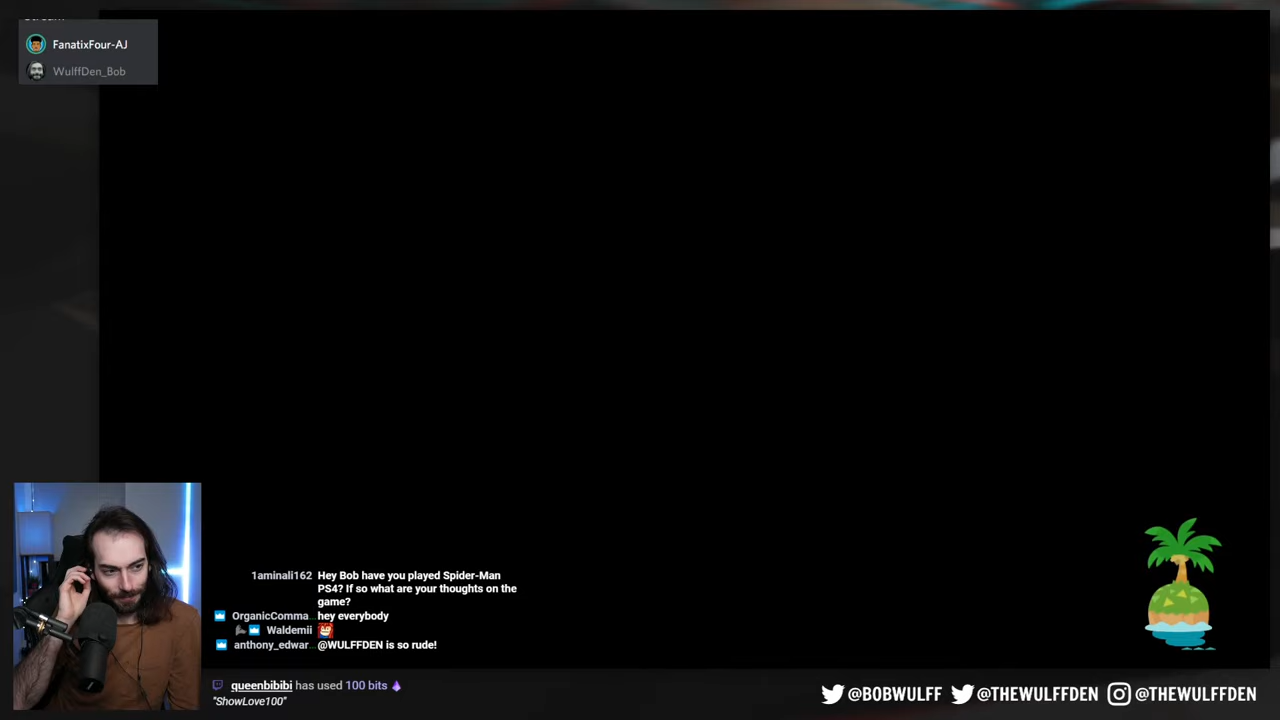 FanatixFour-AJ
WulffDen_Bob
1aminali162 Hey Bob have you played Spider-Man
PS4? If so what are your thoughts on the
game?
OrganicComma… hey everybody
Waldemii
anthony_edwar… @WULFFDEN is so rude!
queenbibibi has used 100 bits
"ShowLove100"
@BOBWULFF @THEWULFFDEN @THEWULFFDEN